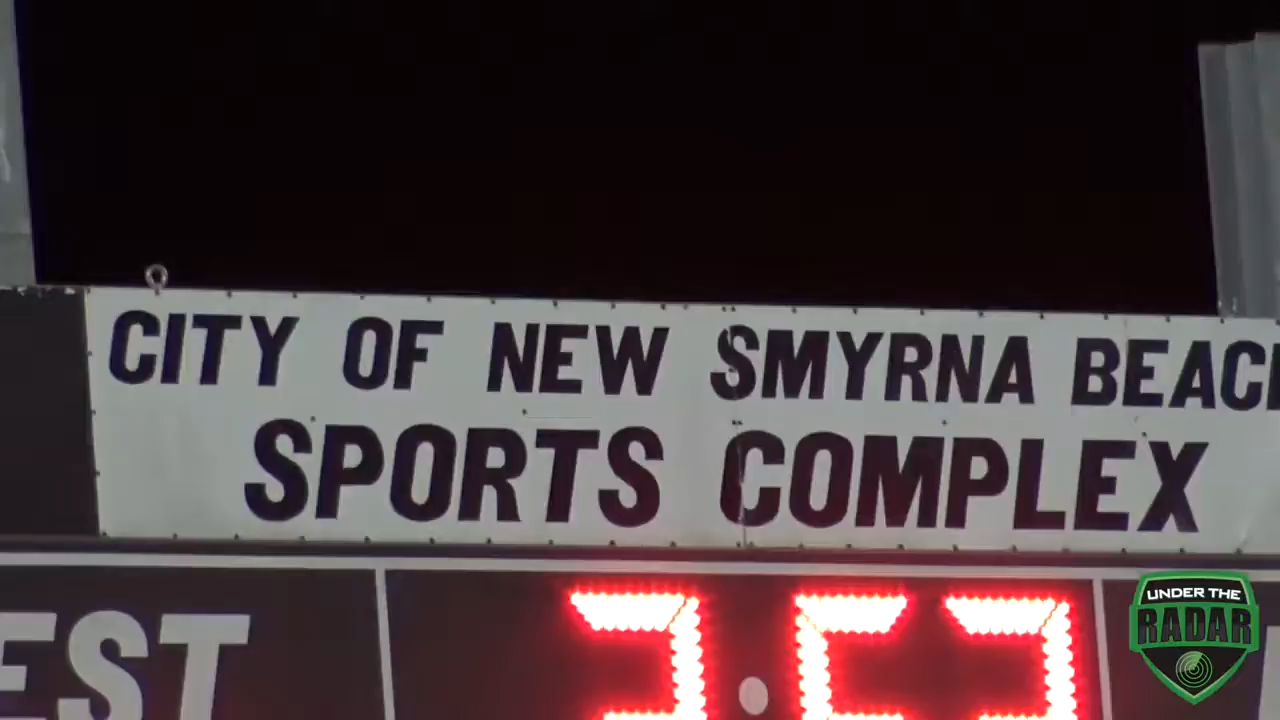 CITY OF NEW SMYRNA BEAC
SPORTS COMPLEX
EST
UNDER THE
RADAR